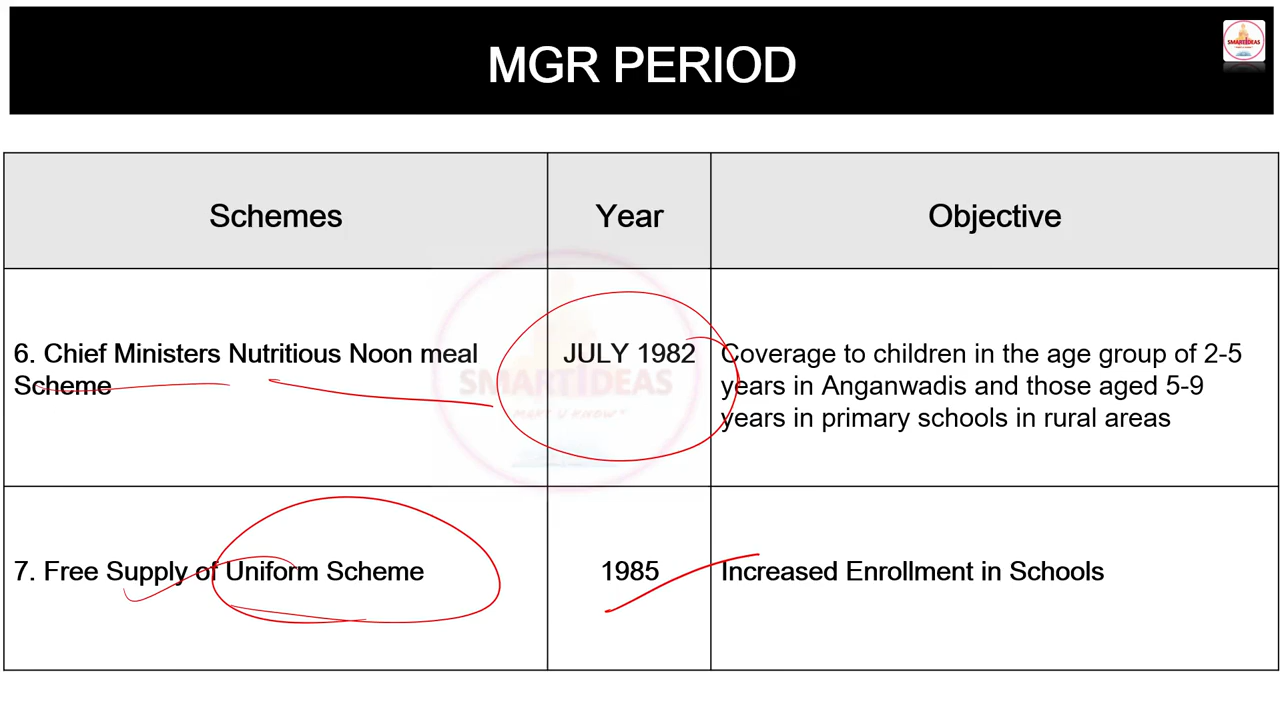 MGR PERIOD
SMARTIDEAS
Schemes
Year
Objective
6. Chief Ministers Nutritious Noon meal
Scheme
JULY 1982
Coverage to children in the age group of 2-5
years in Anganwadis and those aged 5-9
years in primary schools in rural areas
SMARTIDEAS
7. Free Supply of Uniform Scheme
1985
Increased Enrollment in Schools